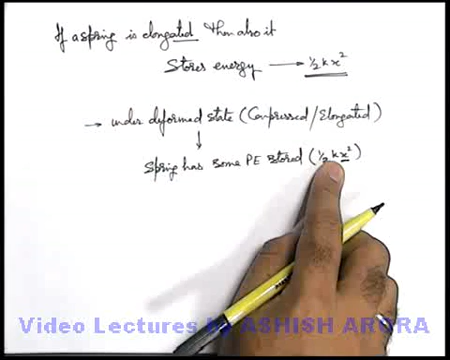 If a spring is elongated then also it
Stores energy → ½ k x²
→ under deformed state (Compressed/Elongated)
↓
Spring has some PE stored (½ k x²)
Video Lectures by ASHISH ARORA